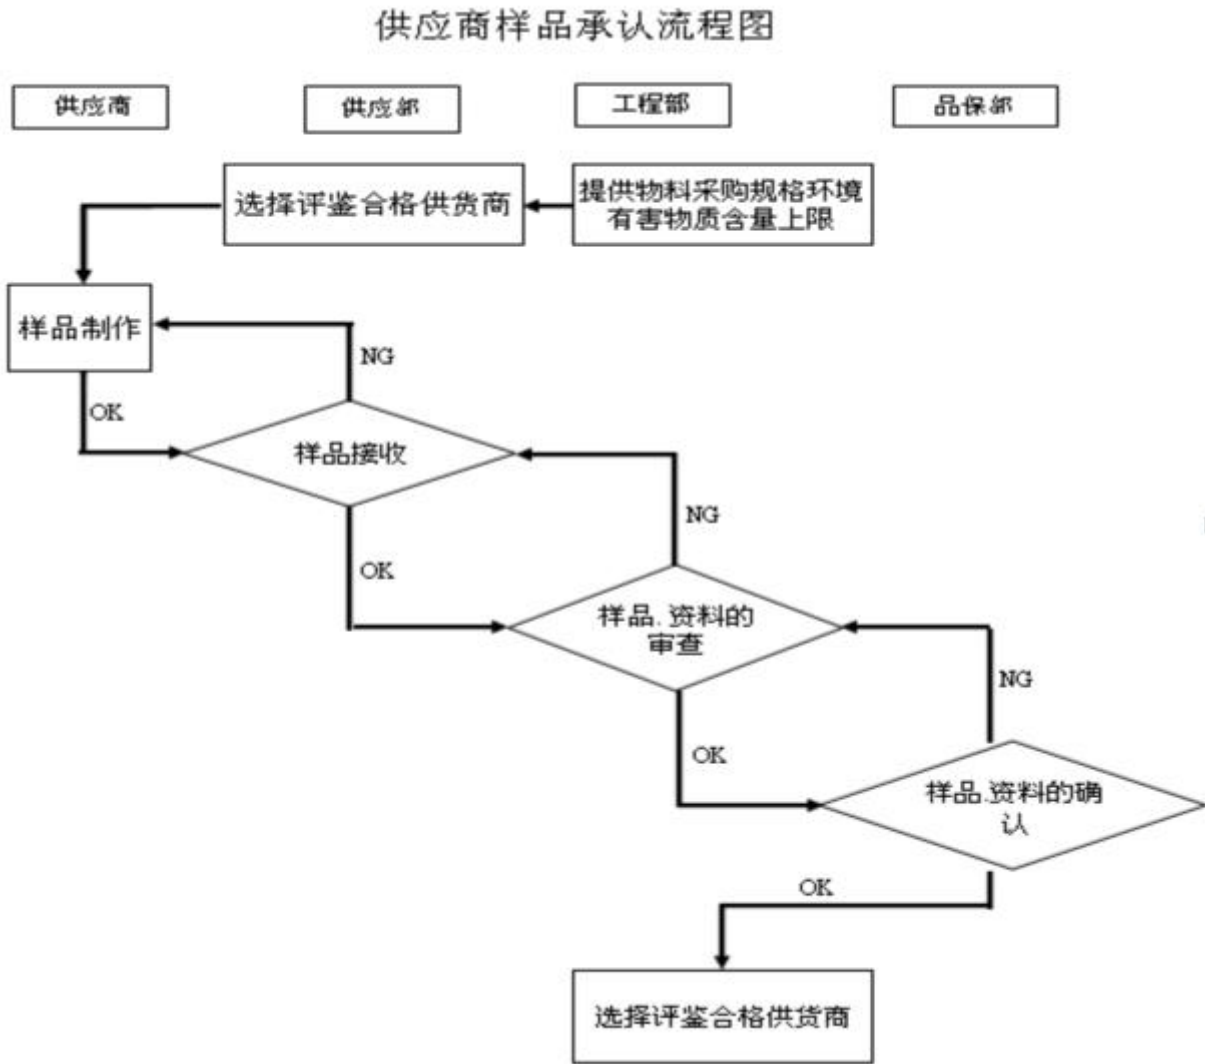 供应商样品承认流程图
供应商
供应部
工程部
品保部
选择评鉴合格供货商
提供物料采购规格环境
有害物质含量上限
样品制作
NG
OK
样品接收
NG
OK
样品.资料的
审查
NG
OK
样品.资料的确
认
OK
选择评鉴合格供货商